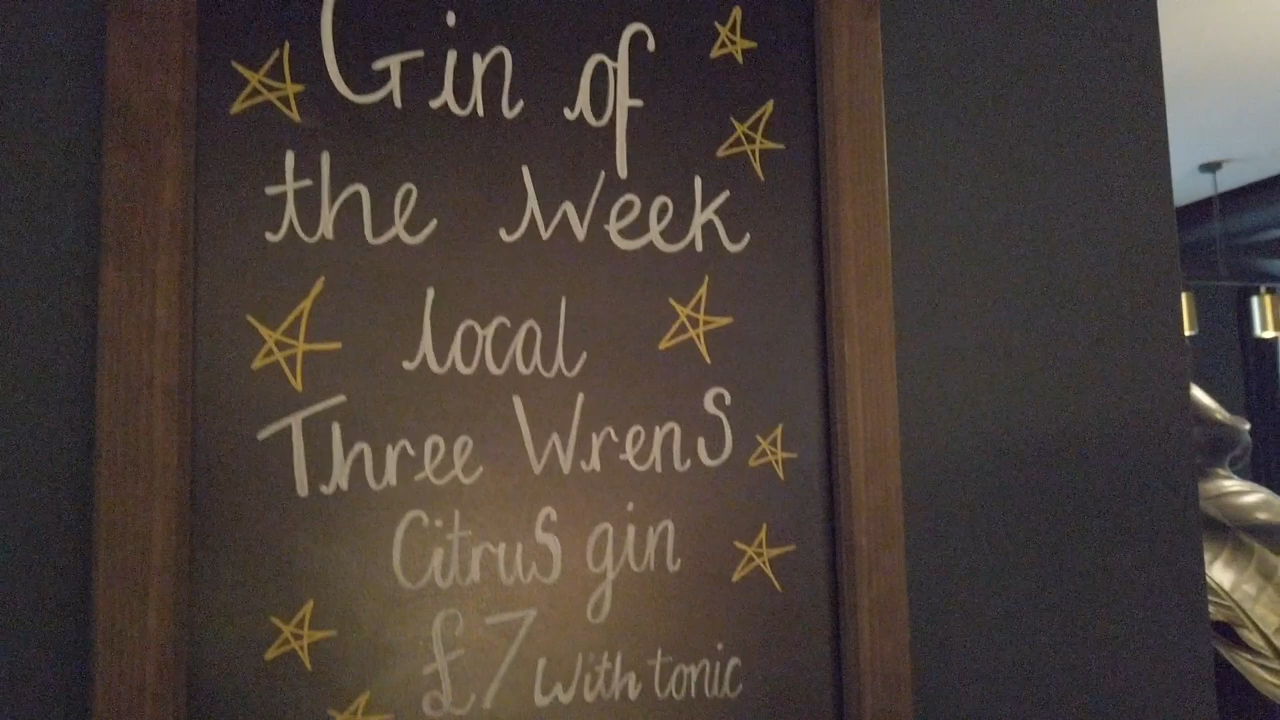 Gin of
the Week
local
Three Wrens
Citrus gin
£7 with tonic